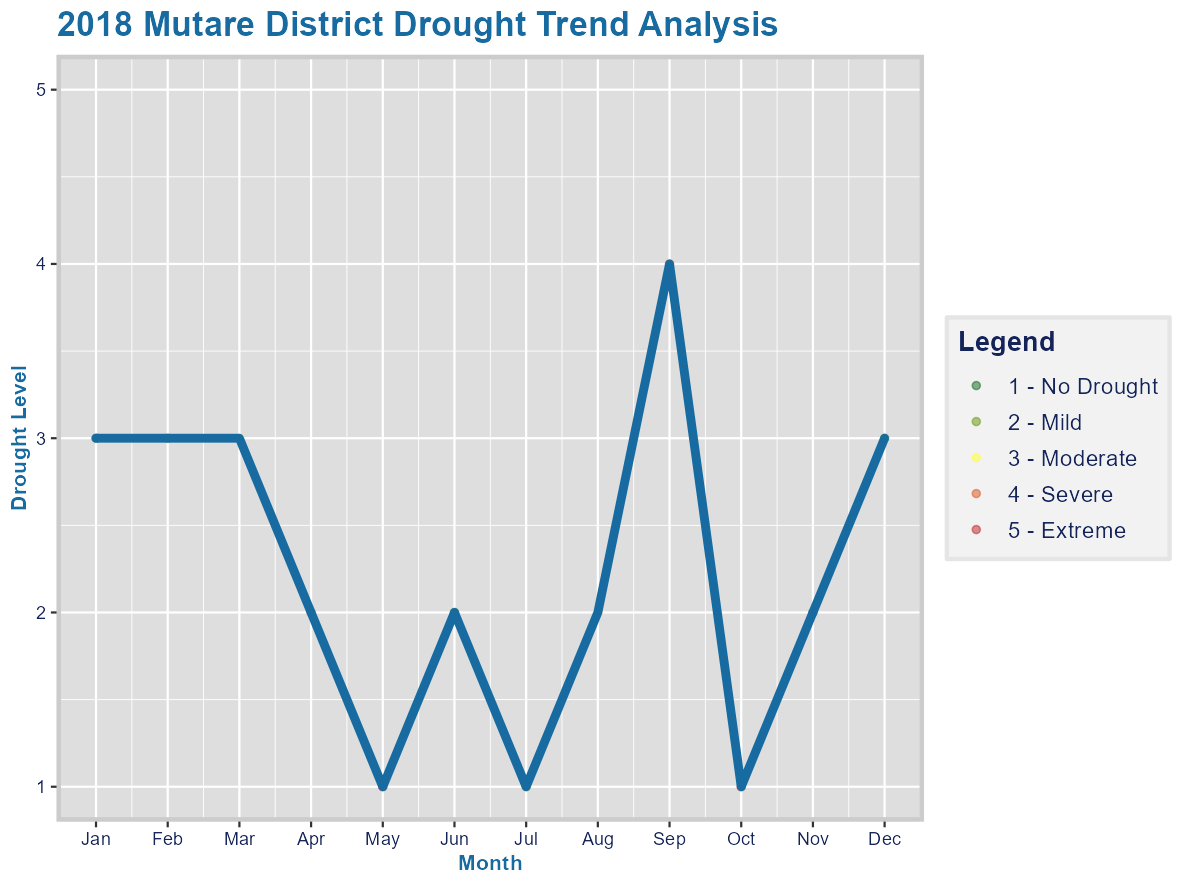 2018 Mutare District Drought Trend Analysis
5
4
3
2
1
Drought Level
Jan Feb Mar Apr May Jun Jul Aug Sep Oct Nov Dec
Month
Legend
1 - No Drought
2 - Mild
3 - Moderate
4 - Severe
5 - Extreme